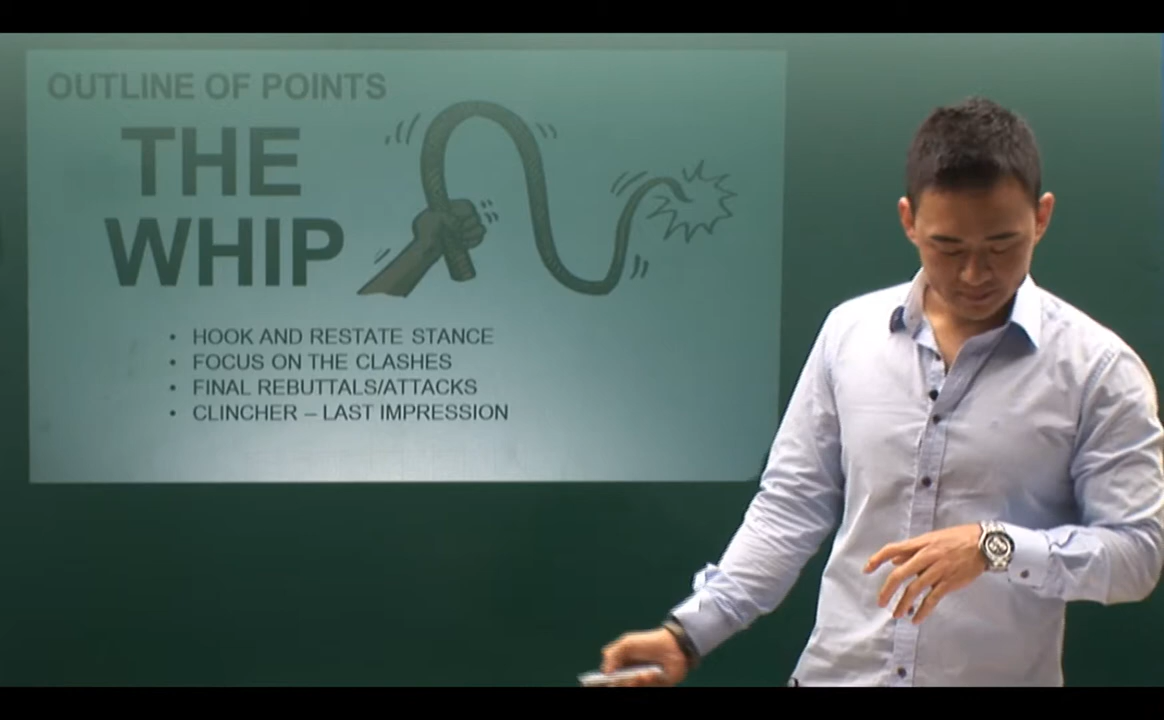 OUTLINE OF POINTS
THE
WHIP
• HOOK AND RESTATE STANCE
• FOCUS ON THE CLASHES
• FINAL REBUTTALS/ATTACKS
• CLINCHER – LAST IMPRESSION